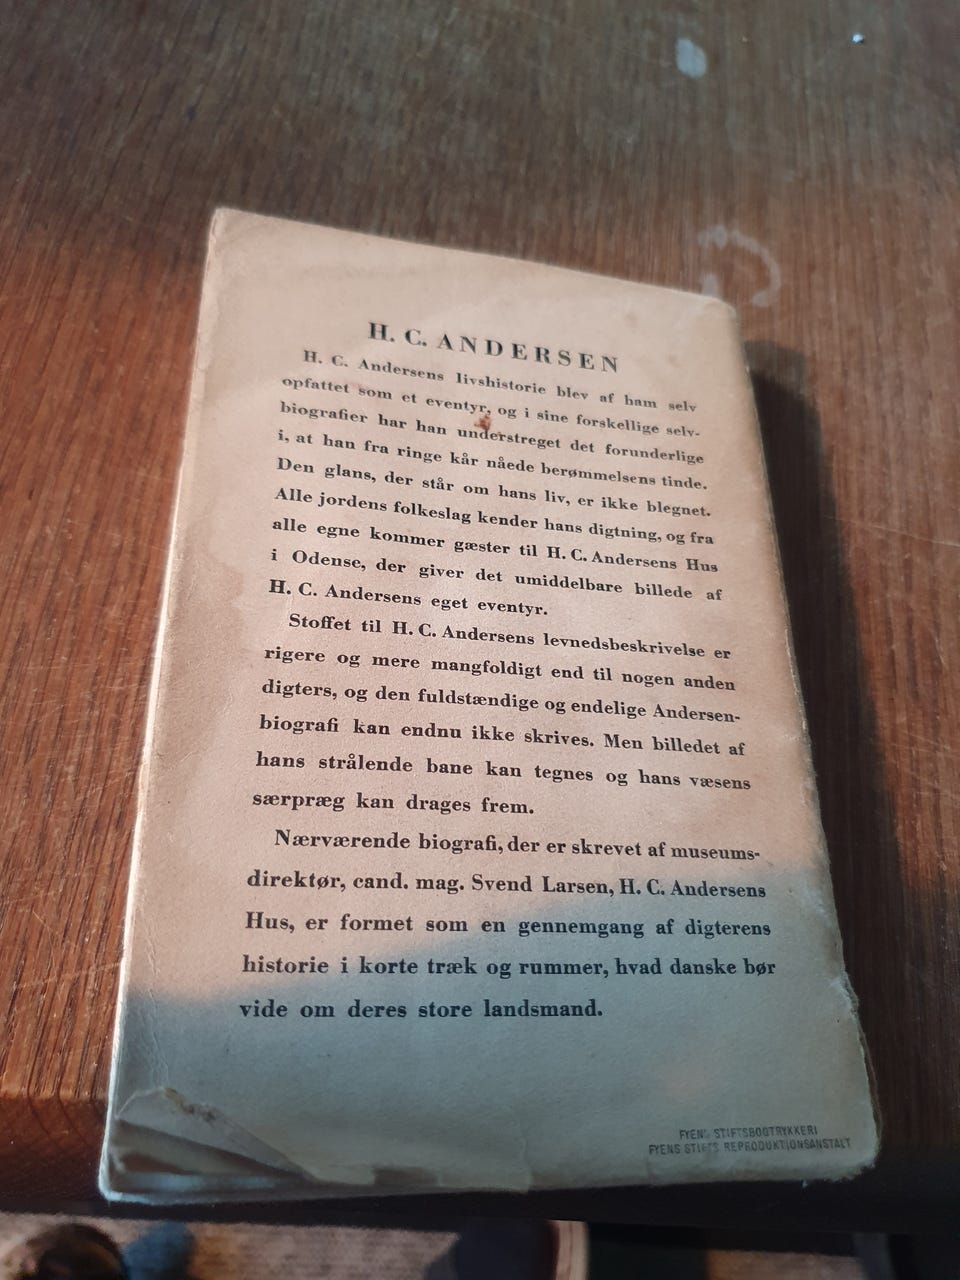 H. C. ANDERSEN
H. C. Andersens livshistorie blev af ham selv
opfattet som et eventyr, og i sine forskellige selv-
biografier har han understreget det forunderlige
i, at han fra ringe kår nåede berømmelsens tinde.
Den glans, der står om hans liv, er ikke blegnet.
Alle jordens folkeslag kender hans digtning, og fra
alle egne kommer gæster til H. C. Andersens Hus
i Odense, der giver det umiddelbare billede af
H. C. Andersens eget eventyr.
Stoffet til H. C. Andersens levnedsbeskrivelse er
rigere og mere mangfoldigt end til nogen anden
digters, og den fuldstændige og endelige Andersen-
biografi kan endnu ikke skrives. Men billedet af
hans strålende bane kan tegnes og hans væsens
særpræg kan drages frem.
Nærværende biografi, der er skrevet af museums-
direktør, cand. mag. Svend Larsen, H. C. Andersens
Hus, er formet som en gennemgang af digterens
historie i korte træk og rummer, hvad danske bør
vide om deres store landsmand.
FYENS STIFTSBOGTRYKKERI
FYENS STIFTS REPRODUKTIONSANSTALT